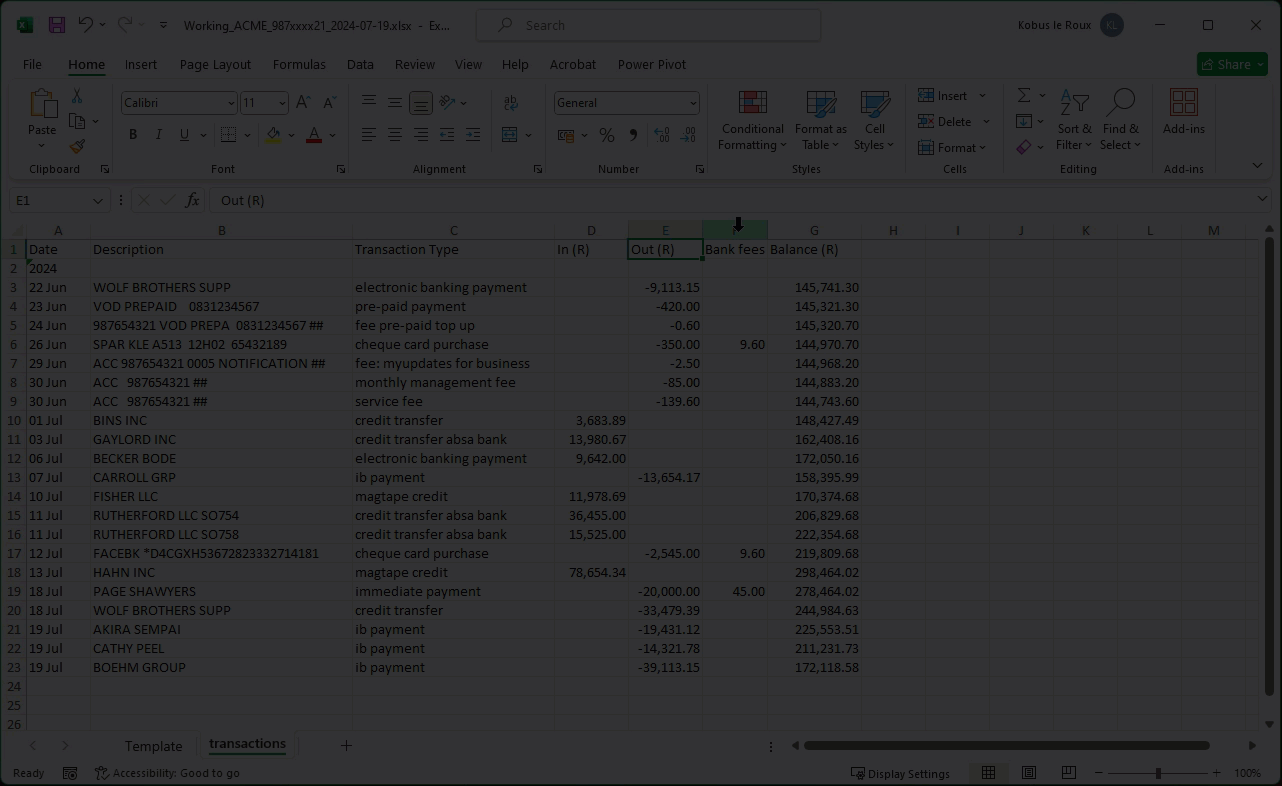 Working_ACME_987xxxx21_2024-07-19.xlsx - Ex... Search Kobus le Roux KL
File Home Insert Page Layout Formulas Data Review View Help Acrobat Power Pivot Share
Paste Calibri 11 General Conditional Formatting Format as Table Cell Styles Insert Delete Format Sort & Filter Find & Select Add-ins
Clipboard Font Alignment Number Styles Cells Editing Add-ins
E1 fx Out (R)
A B C D E F G H I J K L M
1 Date Description Transaction Type In (R) Out (R) Bank fees Balance (R)
2 2024
3 22 Jun WOLF BROTHERS SUPP electronic banking payment -9,113.15 145,741.30
4 23 Jun VOD PREPAID 0831234567 pre-paid payment -420.00 145,321.30
5 24 Jun 987654321 VOD PREPA 0831234567 ## fee pre-paid top up -0.60 145,320.70
6 26 Jun SPAR KLE A513 12H02 65432189 cheque card purchase -350.00 9.60 144,970.70
7 29 Jun ACC 987654321 0005 NOTIFICATION ## fee: myupdates for business -2.50 144,968.20
8 30 Jun ACC 987654321 ## monthly management fee -85.00 144,883.20
9 30 Jun ACC 987654321 ## service fee -139.60 144,743.60
10 01 Jul BINS INC credit transfer 3,683.89 148,427.49
11 03 Jul GAYLORD INC credit transfer absa bank 13,980.67 162,408.16
12 06 Jul BECKER BODE electronic banking payment 9,642.00 172,050.16
13 07 Jul CARROLL GRP ib payment -13,654.17 158,395.99
14 10 Jul FISHER LLC magtape credit 11,978.69 170,374.68
15 11 Jul RUTHERFORD LLC SO754 credit transfer absa bank 36,455.00 206,829.68
16 11 Jul RUTHERFORD LLC SO758 credit transfer absa bank 15,525.00 222,354.68
17 12 Jul FACEBK *D4CGXH53672823332714181 cheque card purchase -2,545.00 9.60 219,809.68
18 13 Jul HAHN INC magtape credit 78,654.34 298,464.02
19 18 Jul PAGE SHAWYERS immediate payment -20,000.00 45.00 278,464.02
20 18 Jul WOLF BROTHERS SUPP credit transfer -33,479.39 244,984.63
21 19 Jul AKIRA SEMPAI ib payment -19,431.12 225,553.51
22 19 Jul CATHY PEEL ib payment -14,321.78 211,231.73
23 19 Jul BOEHM GROUP ib payment -39,113.15 172,118.58
24
25
26
Template transactions
Ready Accessibility: Good to go Display Settings 100%